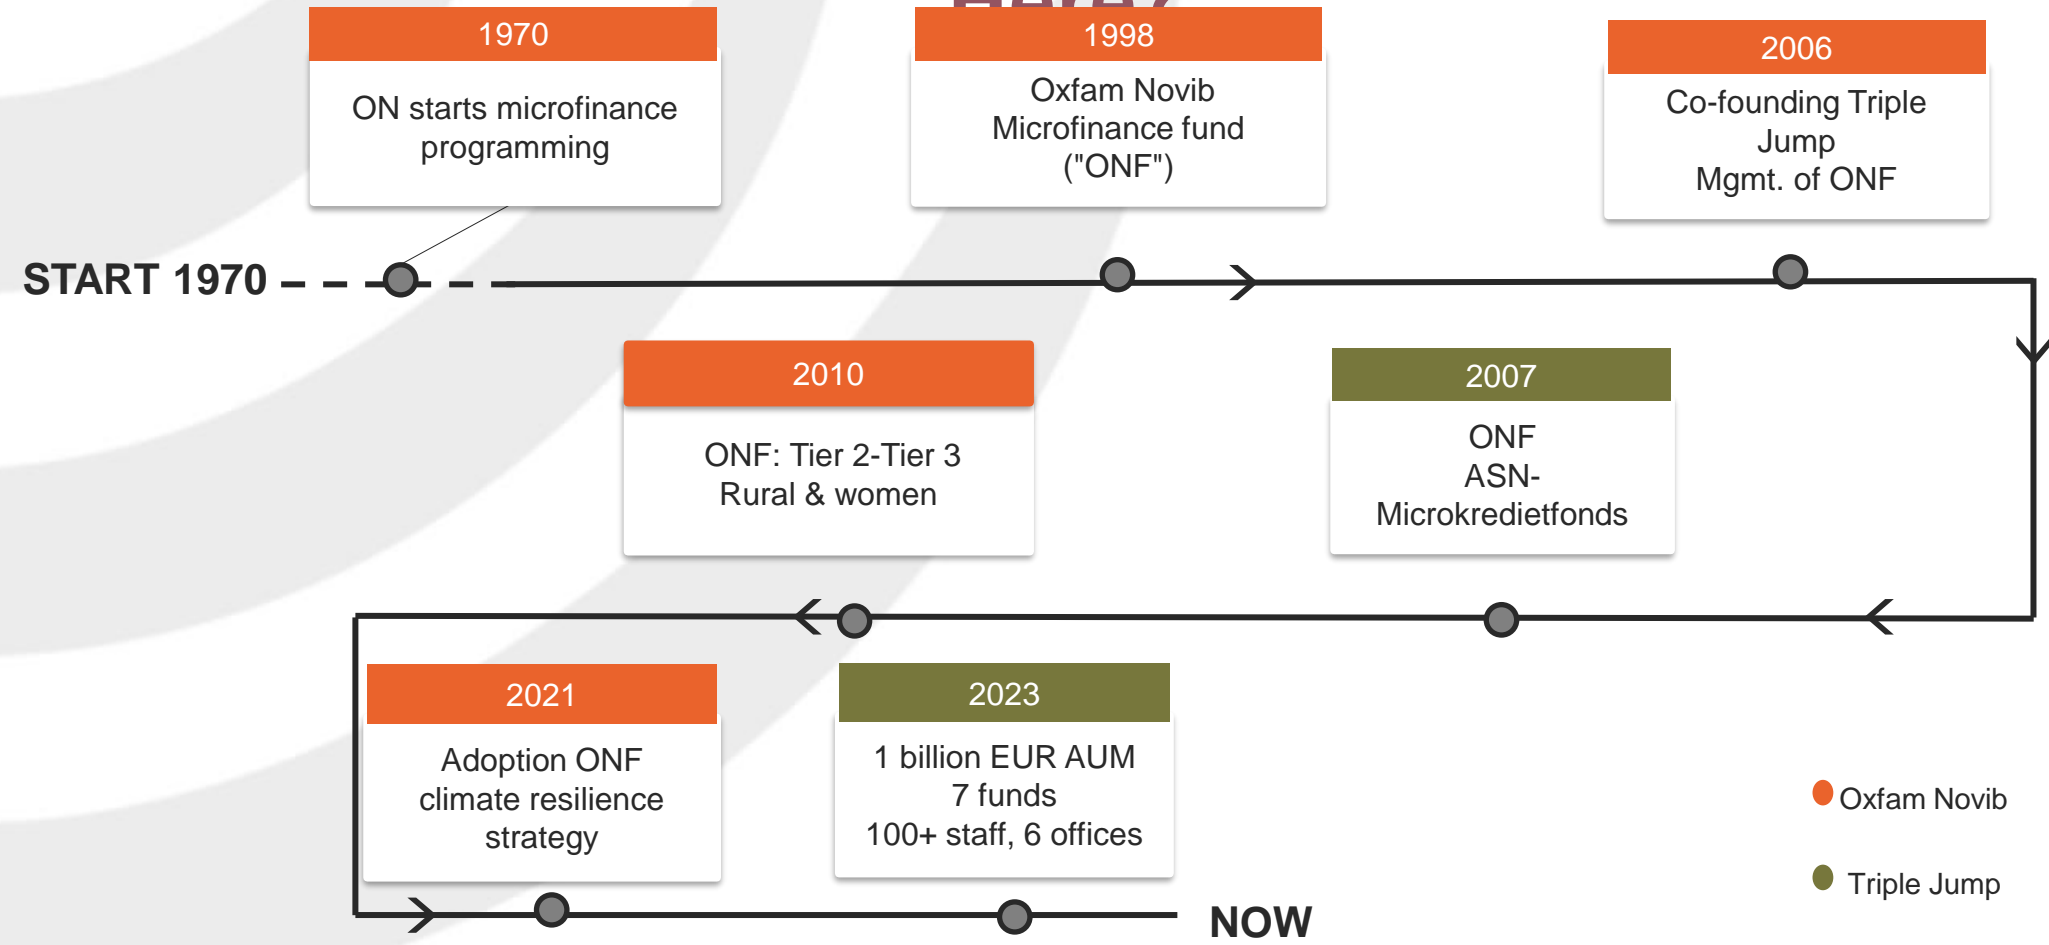 Here?
1970
ON starts microfinance
programming
1998
Oxfam Novib
Microfinance fund
("ONF")
2006
Co-founding Triple
Jump
Mgmt. of ONF
START 1970
2010
ONF: Tier 2-Tier 3
Rural & women
2007
ONF
ASN-
Microkredietfonds
2021
Adoption ONF
climate resilience
strategy
2023
1 billion EUR AUM
7 funds
100+ staff, 6 offices
Oxfam Novib
Triple Jump
NOW